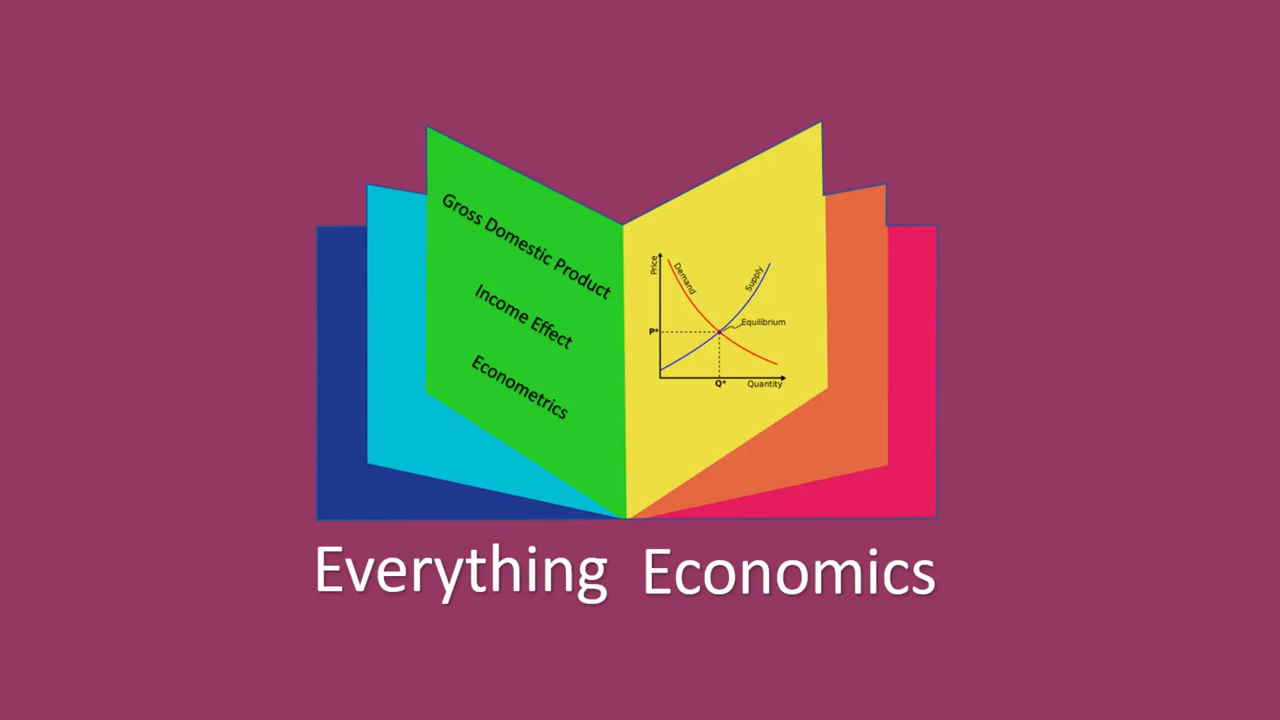 Gross Domestic Product
Income Effect
Econometrics
Price
Demand
Supply
Equilibrium
P*
Q*
Quantity
Everything Economics